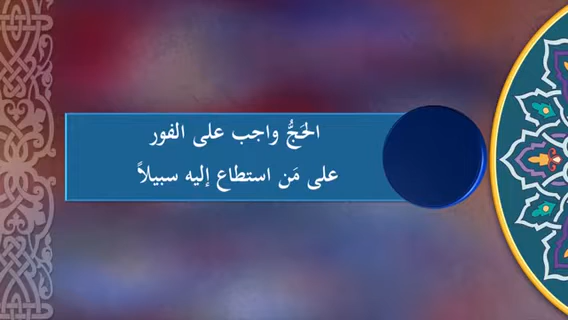 الحَجُّ واجب على الفور
على مَن استطاع إليه سبيلاً